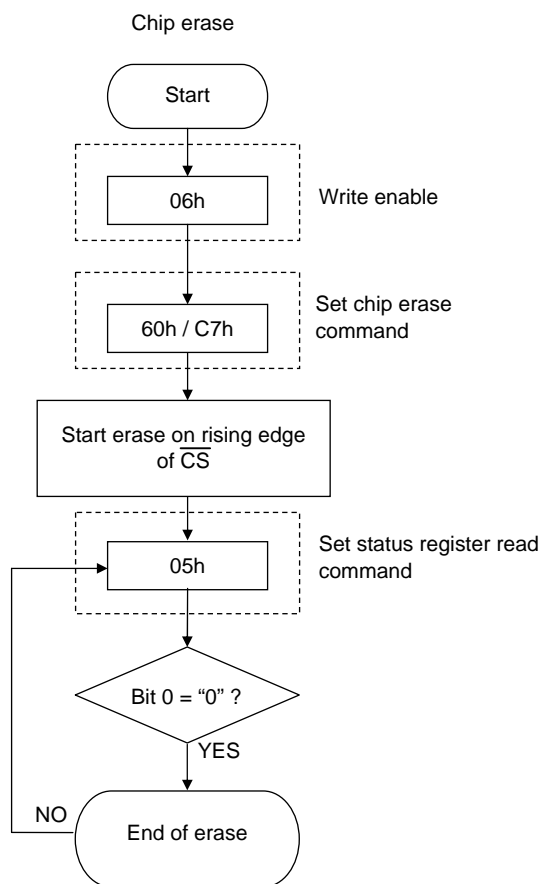 Chip erase
Start
06h
Write enable
60h / C7h
Set chip erase
command
Start erase on rising edge
of C̅S̅
05h
Set status register read
command
Bit 0 = “0” ?
YES
NO
End of erase